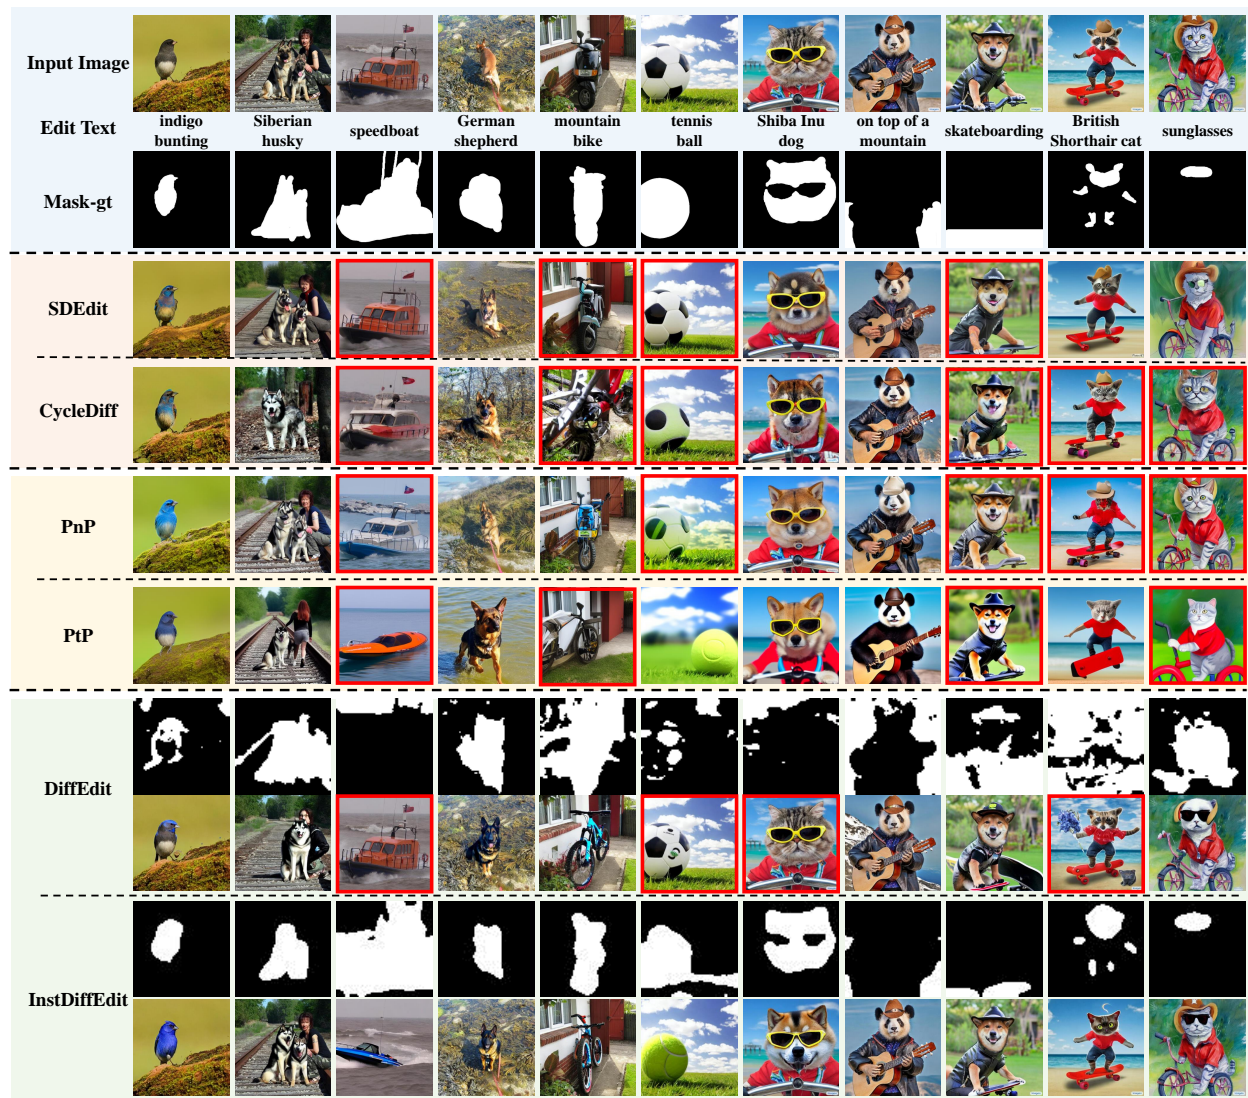 Input Image
Edit Text
indigo
bunting
Siberian
husky
speedboat
German
shepherd
mountain
bike
tennis
ball
Shiba Inu
dog
on top of a
mountain
skateboarding
British
Shorthair cat
sunglasses
Mask-gt
SDEdit
CycleDiff
PnP
PtP
DiffEdit
InstDiffEdit